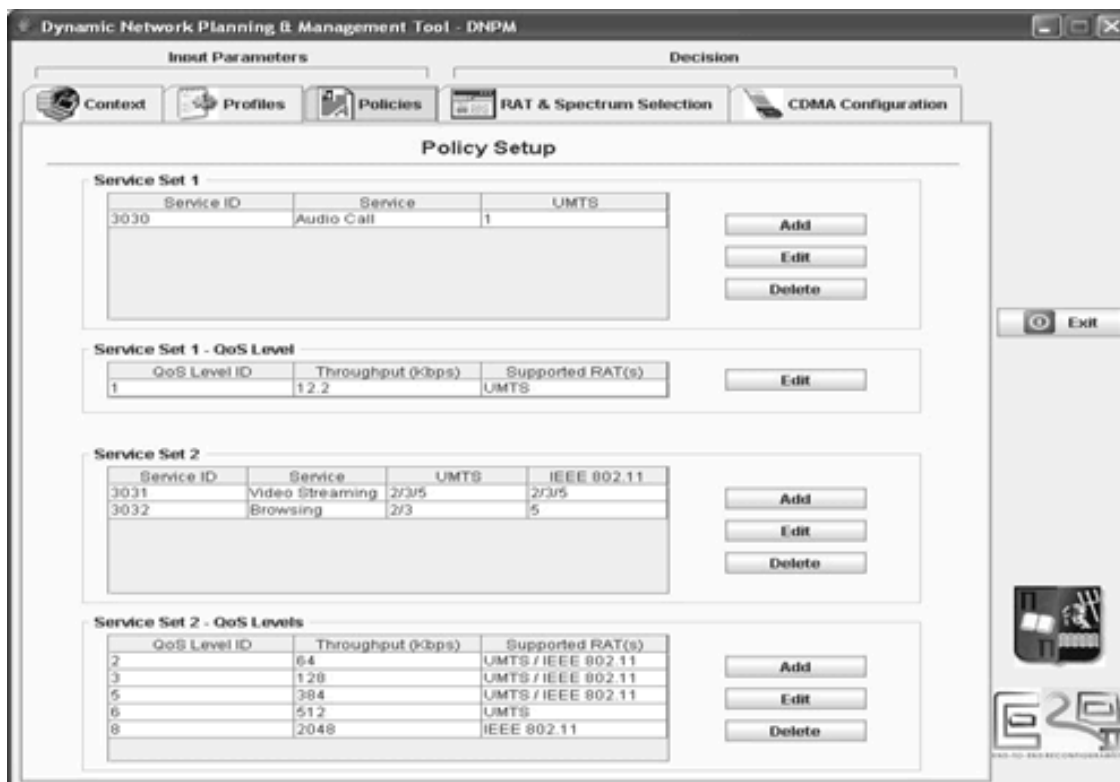 Dynamic Network Planning & Management Tool - DNPM
Input Parameters Decision
Context Profiles Policies RAT & Spectrum Selection CDMA Configuration
Policy Setup
Service Set 1
Service ID Service UMTS
3030 Audio Call 1
Add
Edit
Delete
Exit
Service Set 1 - QoS Level
QoS Level ID Throughput (Kbps) Supported RAT(s)
1 12.2 UMTS
Edit
Service Set 2
Service ID Service UMTS IEEE 802.11
3031 Video Streaming 2/3/5 2/3/5
3032 Browsing 2/3 5
Add
Edit
Delete
Service Set 2 - QoS Levels
QoS Level ID Throughput (Kbps) Supported RAT(s)
2 64 UMTS / IEEE 802.11
3 128 UMTS / IEEE 802.11
5 384 UMTS / IEEE 802.11
6 512 UMTS
8 2048 IEEE 802.11
Add
Edit
Delete
E2R